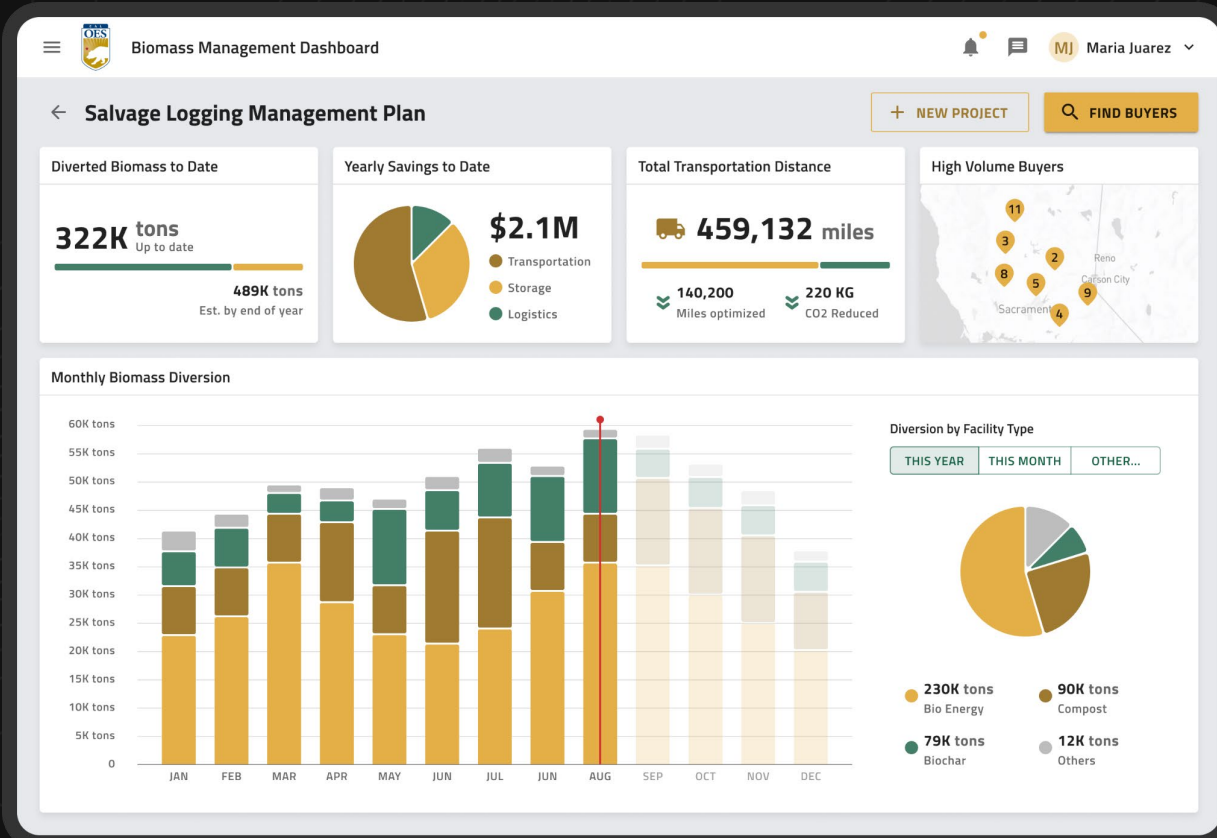 OES
Biomass Management Dashboard
MJ
Maria Juarez
Salvage Logging Management Plan
+ NEW PROJECT
FIND BUYERS
Diverted Biomass to Date
322K tons
Up to date
489K tons
Est. by end of year
Yearly Savings to Date
$2.1M
Transportation
Storage
Logistics
Total Transportation Distance
459,132 miles
140,200
Miles optimized
220 KG
CO2 Reduced
High Volume Buyers
11
3
2
Reno
8
5
Carson City
9
Sacrament
4
Monthly Biomass Diversion
60K tons
55K tons
50K tons
45K tons
40K tons
35K tons
30K tons
25K tons
20K tons
15K tons
10K tons
5K tons
0
JAN FEB MAR APR MAY JUN JUL JUN AUG SEP OCT NOV DEC
Diversion by Facility Type
THIS YEAR THIS MONTH OTHER...
230K tons
Bio Energy
90K tons
Compost
79K tons
Biochar
12K tons
Others